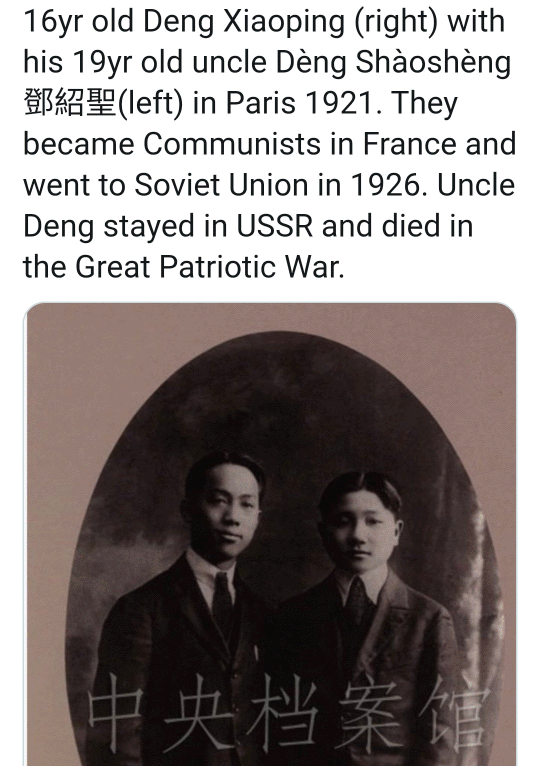 16yr old Deng Xiaoping (right) with
his 19yr old uncle Dèng Shàoshèng
鄧紹聖(left) in Paris 1921. They
became Communists in France and
went to Soviet Union in 1926. Uncle
Deng stayed in USSR and died in
the Great Patriotic War.
中央档案馆